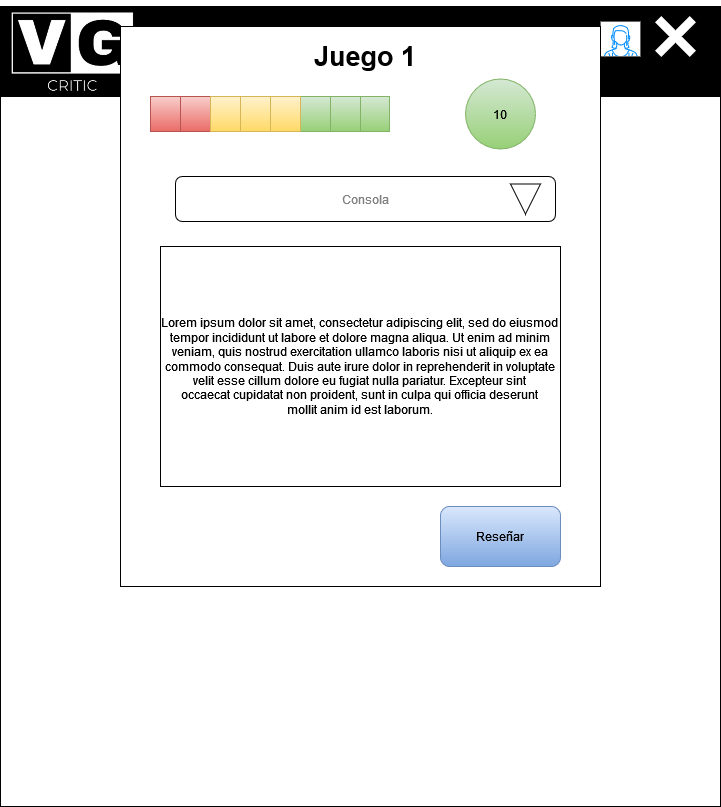 VG
CRITIC
Juego 1
10
Consola
Lorem ipsum dolor sit amet, consectetur adipiscing elit, sed do eiusmod
tempor incididunt ut labore et dolore magna aliqua. Ut enim ad minim
veniam, quis nostrud exercitation ullamco laboris nisi ut aliquip ex ea
commodo consequat. Duis aute irure dolor in reprehenderit in voluptate
velit esse cillum dolore eu fugiat nulla pariatur. Excepteur sint
occaecat cupidatat non proident, sunt in culpa qui officia deserunt
mollit anim id est laborum.
Reseñar